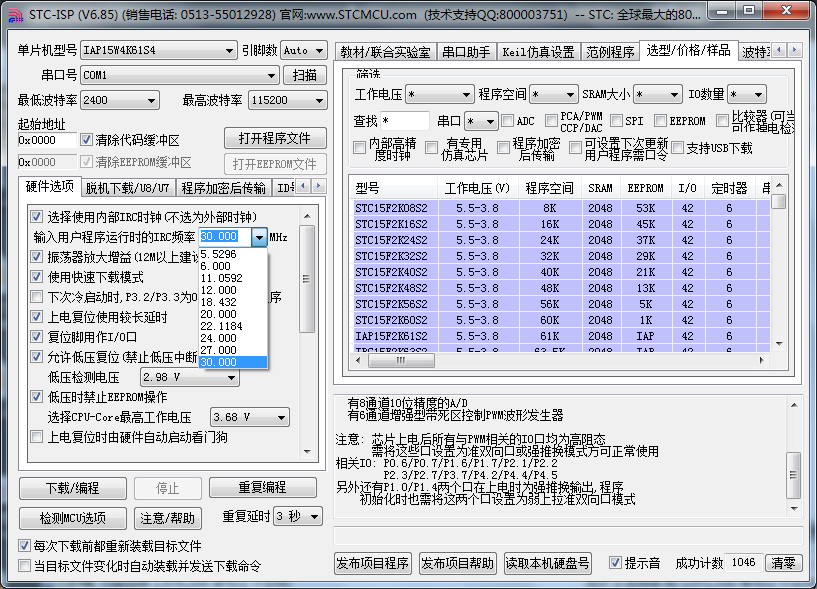 STC-ISP (V6.85) (销售电话: 0513-55012928) 官网:www.STCMCU.com (技术支持QQ:800003751) -- STC: 全球最大的80...
单片机型号 IAP15W4K61S4 引脚数 Auto
串口号 COM1 扫描
最低波特率 2400 最高波特率 115200
起始地址
0x0000 清除代码缓冲区 打开程序文件
0x0000 清除EEPROM缓冲区 打开EEPROM文件
硬件选项 脱机下载/U8/U7 程序加密后传输 ID号
选择使用内部IRC时钟(不选为外部时钟)
输入用户程序运行时的IRC频率 30.000 MHz
振荡器放大增益(12M以上建议
使用快速下载模式
下次冷启动时,P3.2/P3.3为0 序
上电复位使用较长延时
复位脚用作I/O口
允许低压复位(禁止低压中断
5.5296
6.000
11.0592
12.000
18.432
20.000
22.1184
24.000
27.000
30.000
低压检测电压 2.98 V
低压时禁止EEPROM操作
选择CPU-Core最高工作电压 3.68 V
上电复位时由硬件自动启动看门狗
下载/编程 停止 重复编程
检测MCU选项 注意/帮助 重复延时 3 秒
每次下载前都重新装载目标文件
当目标文件变化时自动装载并发送下载命令
教材/联合实验室 串口助手 Keil仿真设置 范例程序 选型/价格/样品 波特率
筛选
工作电压 * 程序空间 * SRAM大小 * IO数量 *
查找 * 串口 * ADC PCA/PWM CCP/DAC SPI EEPROM 比较器(可当 可作掉电检
内部高精度时钟 有专用仿真芯片 程序加密后传输 可设置下次更新用户程序需口令 支持USB下载
型号 工作电压(V) 程序空间 SRAM EEPROM I/O 定时器 串
STC15F2K08S2 5.5-3.8 8K 2048 53K 42 6
STC15F2K16S2 5.5-3.8 16K 2048 45K 42 6
STC15F2K24S2 5.5-3.8 24K 2048 37K 42 6
STC15F2K32S2 5.5-3.8 32K 2048 29K 42 6
STC15F2K40S2 5.5-3.8 40K 2048 21K 42 6
STC15F2K48S2 5.5-3.8 48K 2048 13K 42 6
STC15F2K56S2 5.5-3.8 56K 2048 5K 42 6
STC15F2K60S2 5.5-3.8 60K 2048 1K 42 6
IAP15F2K61S2 5.5-3.8 61K 2048 IAP 42 6
IRC15F2K63S2 5.5-3.8 63.5K 2048 IAP 42 6
有8通道10位精度的A/D
有6通道增强型带死区控制PWM波形发生器
注意: 芯片上电后所有与PWM相关的IO口均为高阻态
需将这些口设置为准双向口或强推挽模式方可正常使用
相关IO: P0.6/P0.7/P1.6/P1.7/P2.1/P2.2
P2.3/P2.7/P3.7/P4.2/P4.4/P4.5
另外还有P1.0/P1.4两个口在上电时为强推挽输出,程序
初始化时也需将这两个口设置为弱上拉准双向口模式
发布项目程序 发布项目帮助 读取本机硬盘号 提示音 成功计数 1046 清零